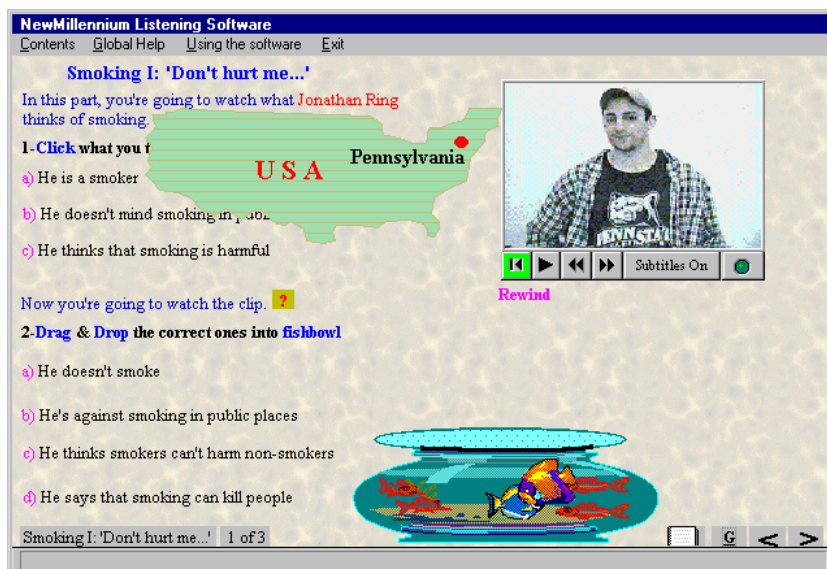 NewMillennium Listening Software
Contents Global Help Using the software Exit
Smoking I: 'Don't hurt me...'
In this part, you're going to watch what Jonathan Ring
thinks of smoking.
1-Click what you t
USA
Pennsylvania
a) He is a smoker
b) He doesn't mind smoking in
c) He thinks that smoking is harmful
PENN STATE
Subtitles On
Rewind
Now you're going to watch the clip. ?
2-Drag & Drop the correct ones into fishbowl
a) He doesn't smoke
b) He's against smoking in public places
c) He thinks smokers can't harm non-smokers
d) He says that smoking can kill people
Smoking I: 'Don't hurt me...' 1 of 3
G < >